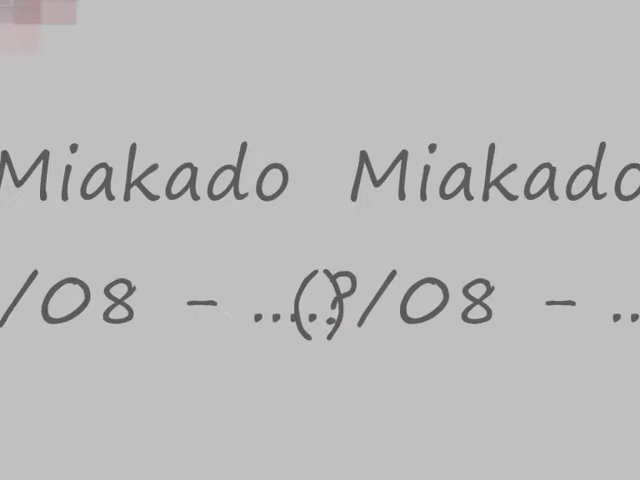 Miakado Miakado
/08 - .....(?)/08 - ..